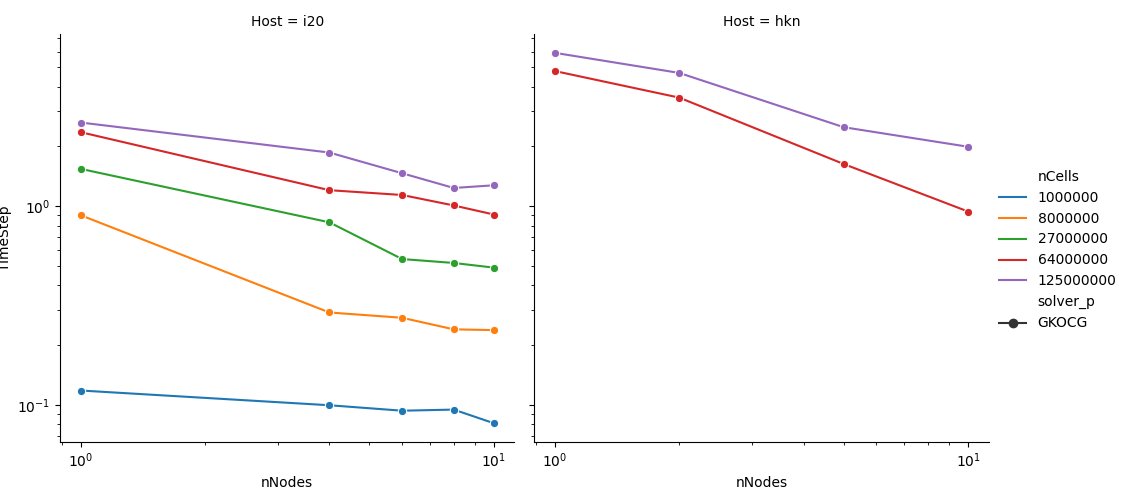 Host = i20
Host = hkn
TimeStep
10⁰
10⁻¹
10⁰
10¹
10⁰
10¹
nNodes
nNodes
nCells
1000000
8000000
27000000
64000000
125000000
solver_p
GKOCG